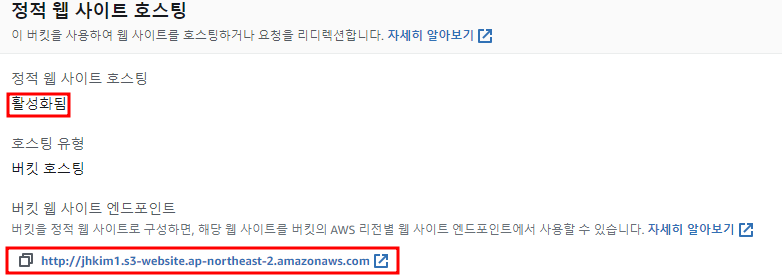 정적 웹 사이트 호스팅
이 버킷을 사용하여 웹 사이트를 호스팅하거나 요청을 리디렉션합니다. 자세히 알아보기
정적 웹 사이트 호스팅
활성화됨
호스팅 유형
버킷 호스팅
버킷 웹 사이트 엔드포인트
버킷을 정적 웹 사이트로 구성하면, 해당 웹 사이트를 버킷의 AWS 리전별 웹 사이트 엔드포인트에서 사용할 수 있습니다. 자세히 알아보기
http://jhkim1.s3-website.ap-northeast-2.amazonaws.com